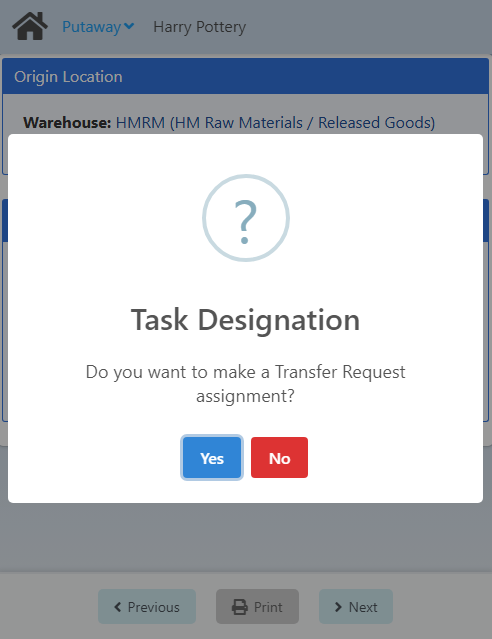 Putaway Harry Pottery
Origin Location
Warehouse: HMRM (HM Raw Materials / Released Goods)
?
Task Designation
Do you want to make a Transfer Request
assignment?
Yes No
Previous Print Next